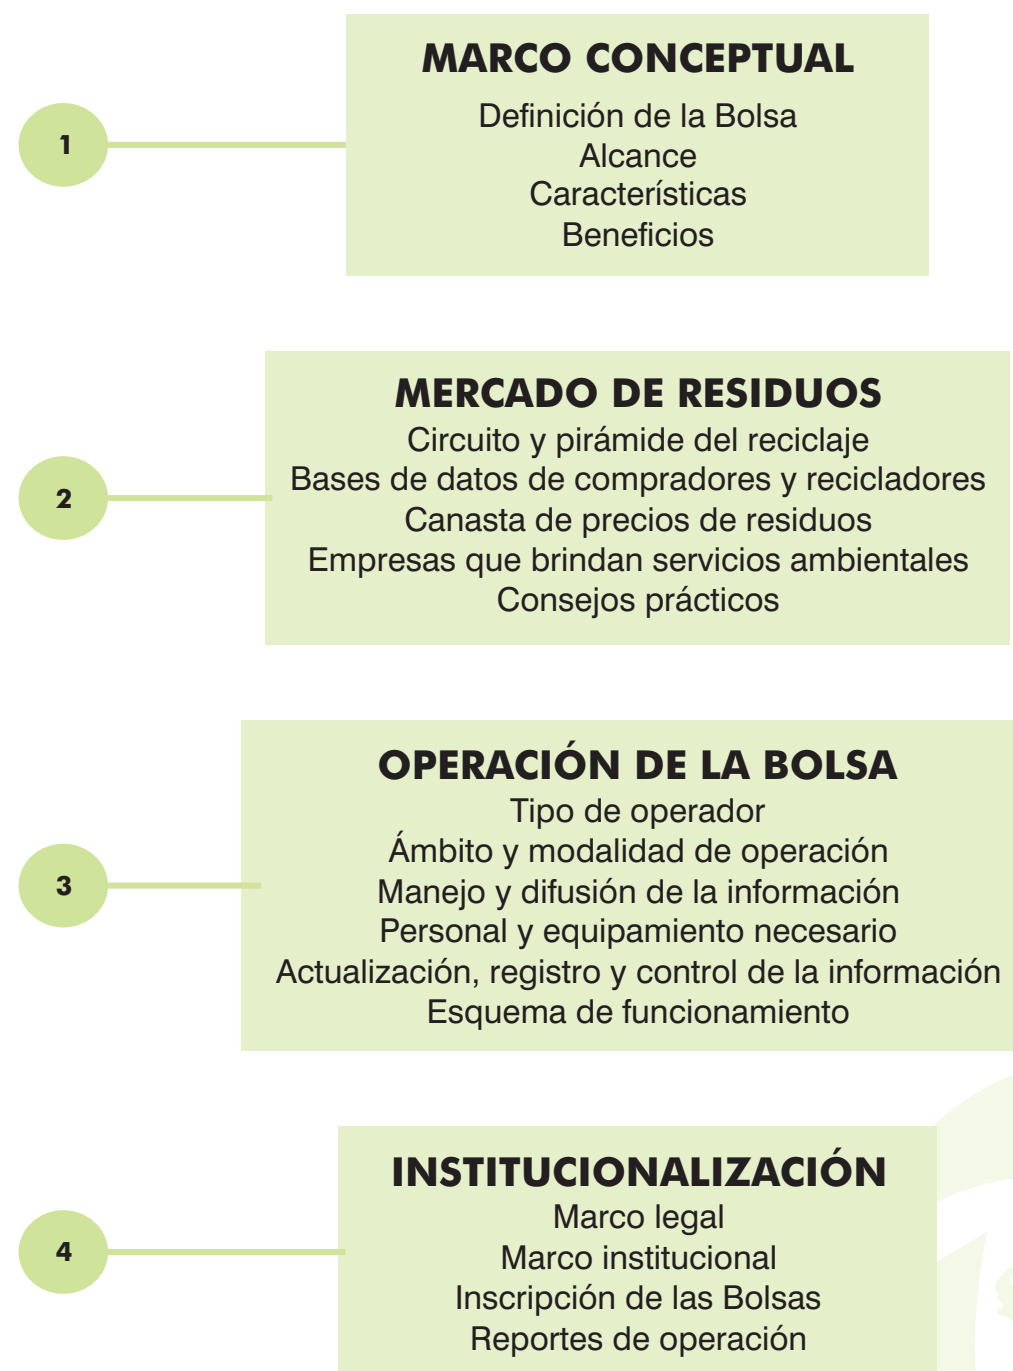 MARCO CONCEPTUAL
Definición de la Bolsa
Alcance
Características
Beneficios
1
MERCADO DE RESIDUOS
Circuito y pirámide del reciclaje
Bases de datos de compradores y recicladores
Canasta de precios de residuos
Empresas que brindan servicios ambientales
Consejos prácticos
2
OPERACIÓN DE LA BOLSA
Tipo de operador
Ámbito y modalidad de operación
Manejo y difusión de la información
Personal y equipamiento necesario
Actualización, registro y control de la información
Esquema de funcionamiento
3
INSTITUCIONALIZACIÓN
Marco legal
Marco institucional
Inscripción de las Bolsas
Reportes de operación
4